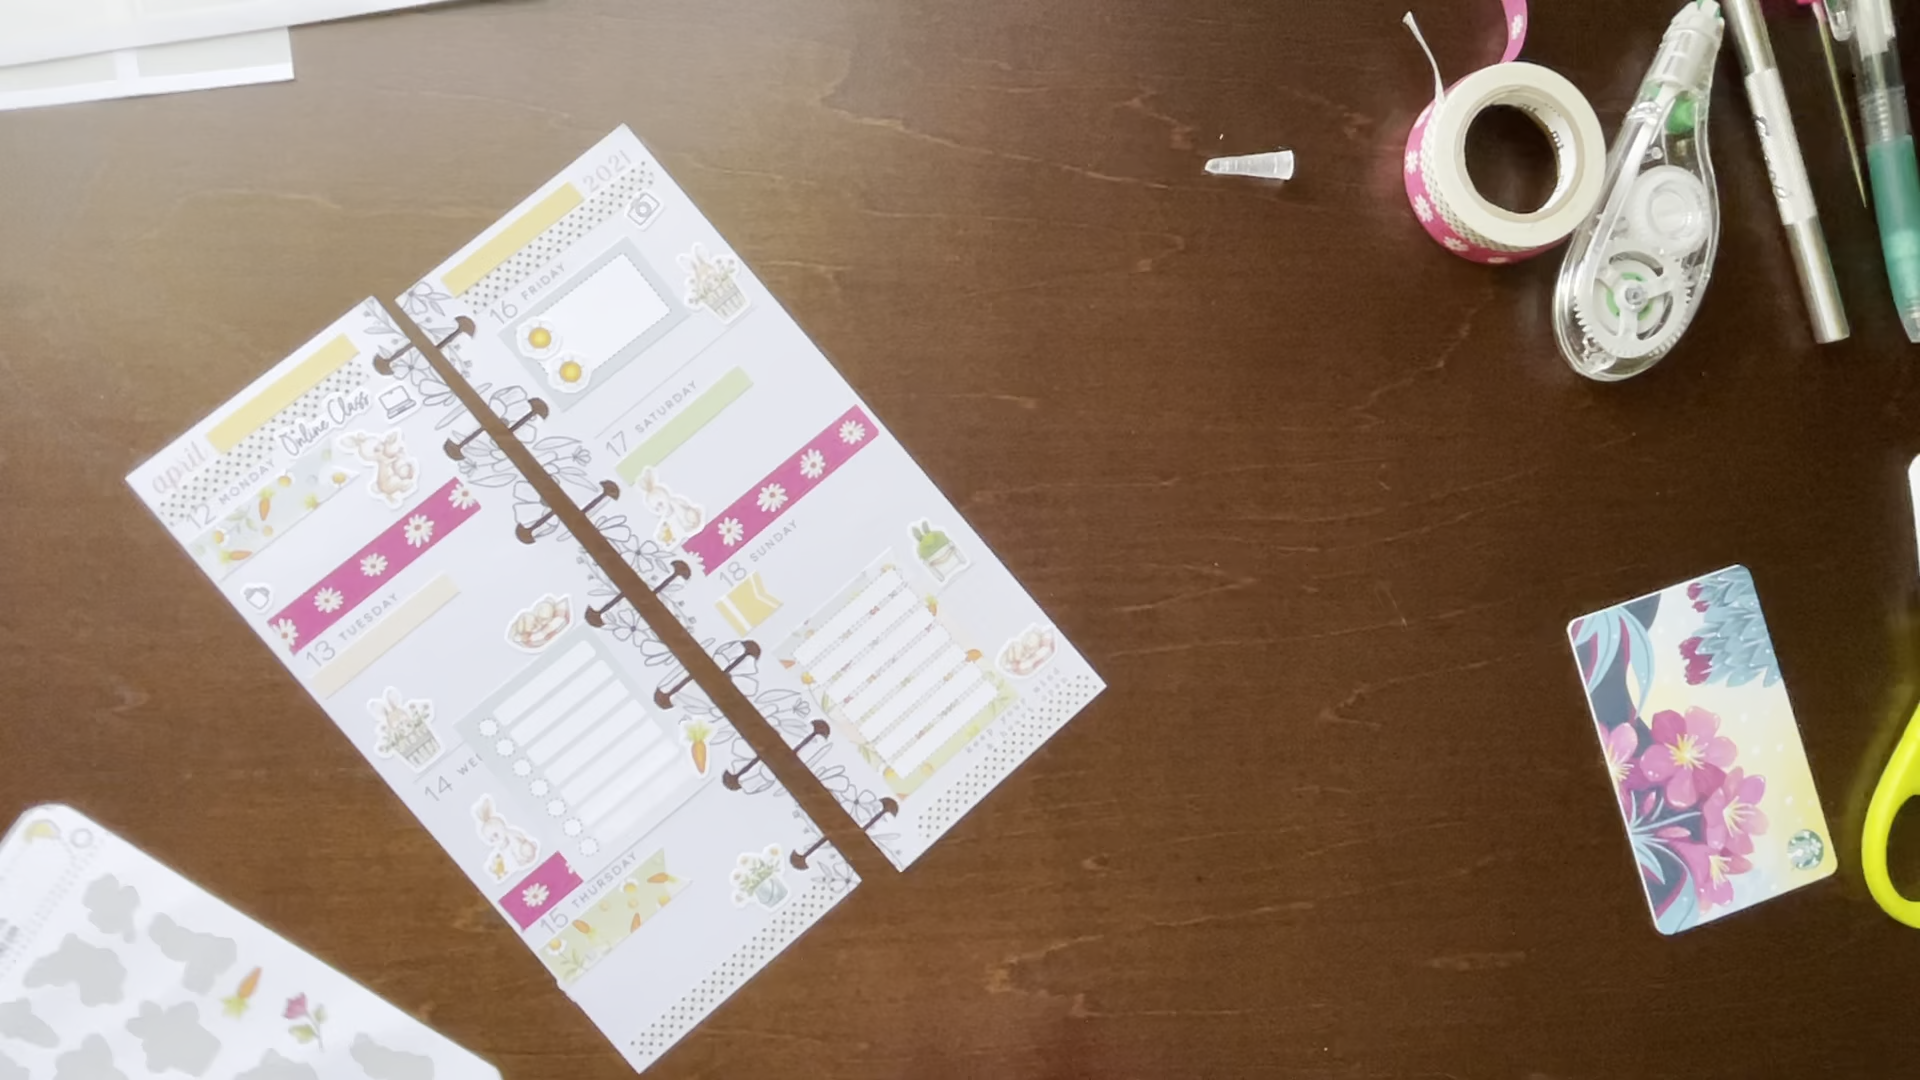 april
Online Class
12 MONDAY
13 TUESDAY
14 WE
15 THURSDAY
2021
16 FRIDAY
17 SATURDAY
18 SUNDAY